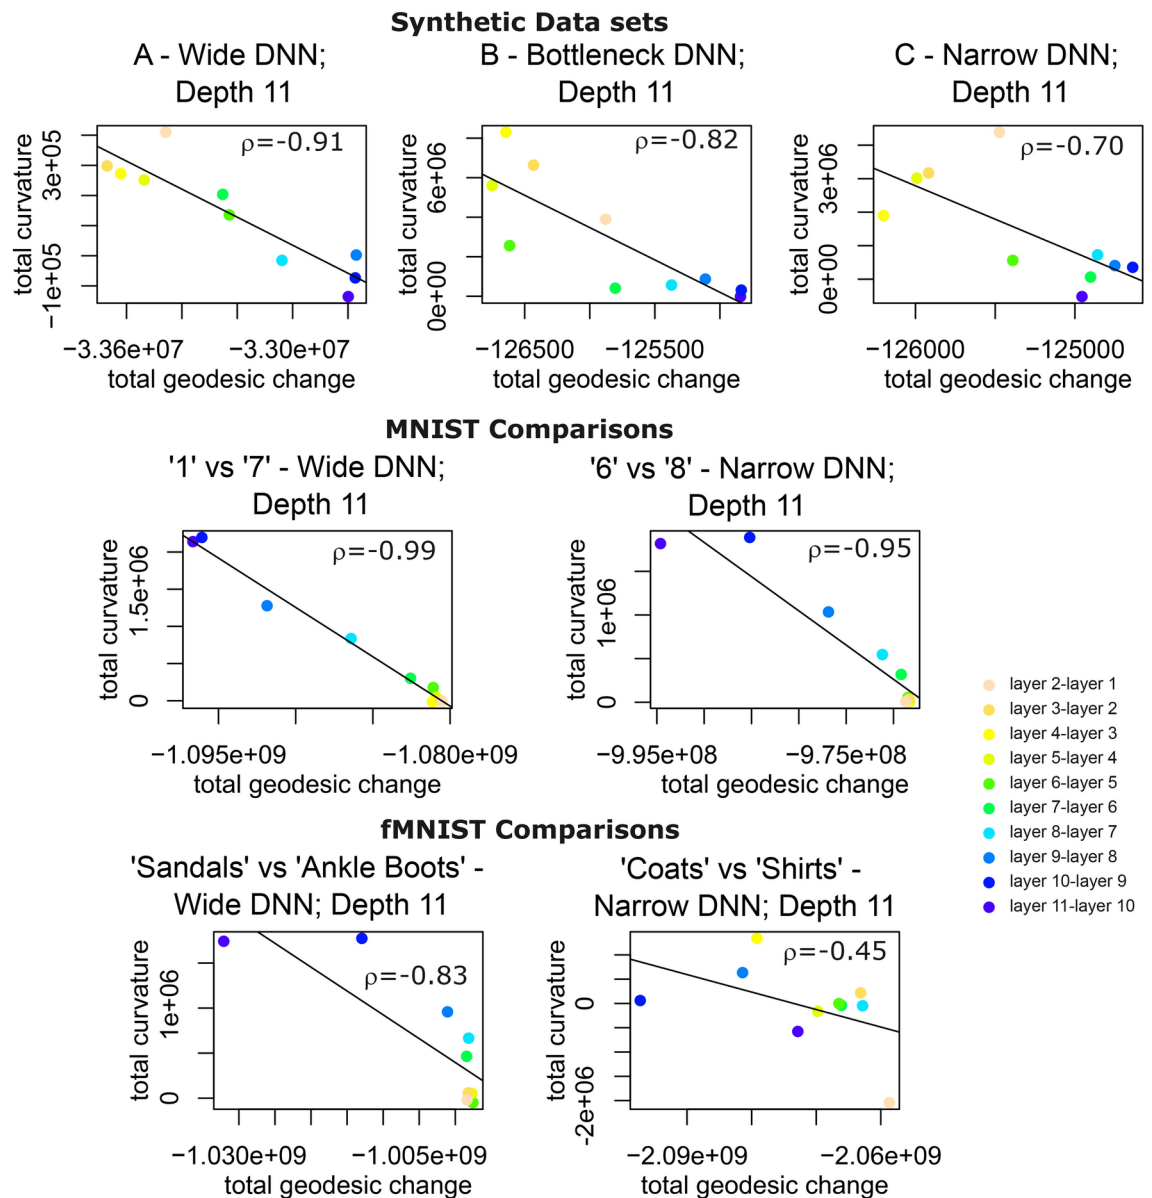 Synthetic Data sets
A - Wide DNN;
Depth 11
B - Bottleneck DNN;
Depth 11
C - Narrow DNN;
Depth 11
ρ=-0.91
ρ=-0.82
ρ=-0.70
total curvature
−1e+05
3e+05
total curvature
0e+00
6e+06
total curvature
0e+00
3e+06
−3.36e+07
−3.30e+07
total geodesic change
−126500
−125500
total geodesic change
−126000
−125000
total geodesic change
MNIST Comparisons
'1' vs '7' - Wide DNN;
Depth 11
'6' vs '8' - Narrow DNN;
Depth 11
ρ=-0.99
ρ=-0.95
total curvature
0
1.5e+06
total curvature
0
1e+06
−1.095e+09
−1.080e+09
total geodesic change
−9.95e+08
−9.75e+08
total geodesic change
layer 2-layer 1
layer 3-layer 2
layer 4-layer 3
layer 5-layer 4
layer 6-layer 5
layer 7-layer 6
layer 8-layer 7
layer 9-layer 8
layer 10-layer 9
layer 11-layer 10
fMNIST Comparisons
'Sandals' vs 'Ankle Boots' -
Wide DNN; Depth 11
'Coats' vs 'Shirts' -
Narrow DNN; Depth 11
ρ=-0.83
ρ=-0.45
total curvature
0
1e+06
total curvature
-2e+06
0
−1.030e+09
−1.005e+09
total geodesic change
−2.09e+09
−2.06e+09
total geodesic change